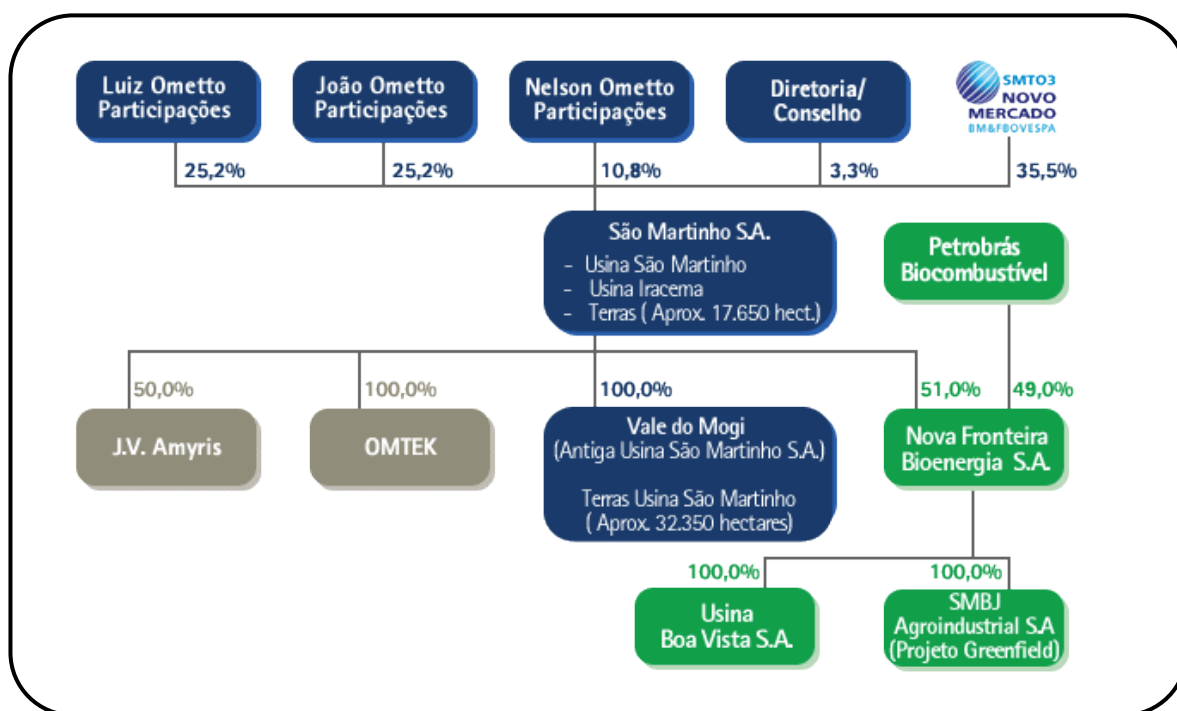 Luiz Ometto
Participações
João Ometto
Participações
Nelson Ometto
Participações
Diretoria/
Conselho
SMTO3
NOVO
MERCADO
BM&FBOVESPA
25,2%
25,2%
10,8%
3,3%
35,5%
São Martinho S.A.
- Usina São Martinho
- Usina Iracema
- Terras ( Aprox. 17.650 hect.)
Petrobrás
Biocombustível
50,0%
100,0%
100,0%
51,0%
49,0%
J.V. Amyris
OMTEK
Vale do Mogi
(Antiga Usina São Martinho S.A.)
Terras Usina São Martinho
( Aprox. 32.350 hectares)
Nova Fronteira
Bioenergia S.A.
100,0%
100,0%
Usina
Boa Vista S.A.
SMBJ
Agroindustrial S.A
(Projeto Greenfield)